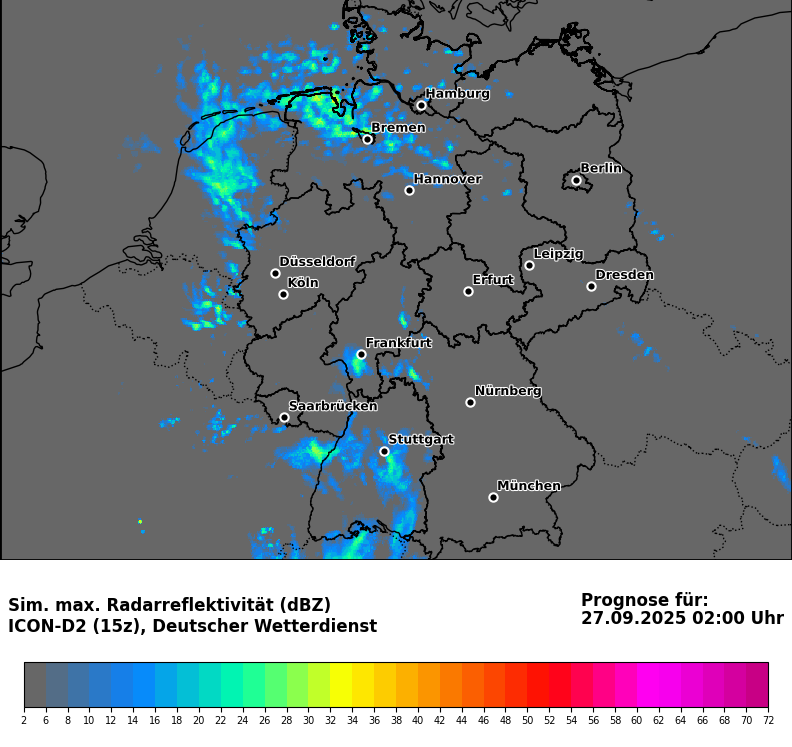 Hamburg
Bremen
Berlin
Hannover
Leipzig
Düsseldorf
Dresden
Köln
Erfurt
Frankfurt
Nürnberg
Saarbrücken
Stuttgart
München
Sim. max. Radarreflektivität (dBZ)
ICON-D2 (15z), Deutscher Wetterdienst
Prognose für:
27.09.2025 02:00 Uhr
2 6 8 10 12 14 16 18 20 22 24 26 28 30 32 34 36 38 40 42 44 46 48 50 52 54 56 58 60 62 64 66 68 70 72